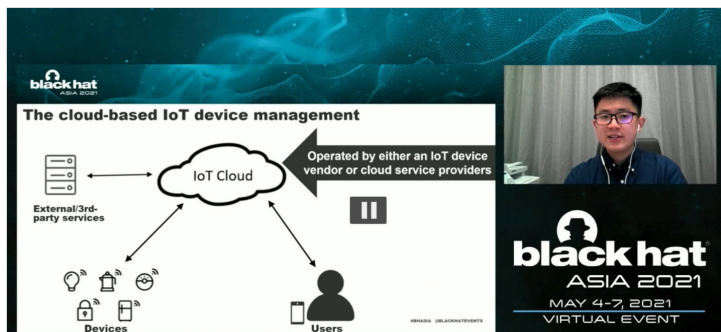 black hat
ASIA 2021
The cloud-based IoT device management
IoT Cloud
Operated by either an IoT device
vendor or cloud service providers
External/3rd-
party services
Devices
Users
#BHASIA @BLACKHATEVENTS
black hat
ASIA 2021
MAY 4-7, 2021
VIRTUAL EVENT